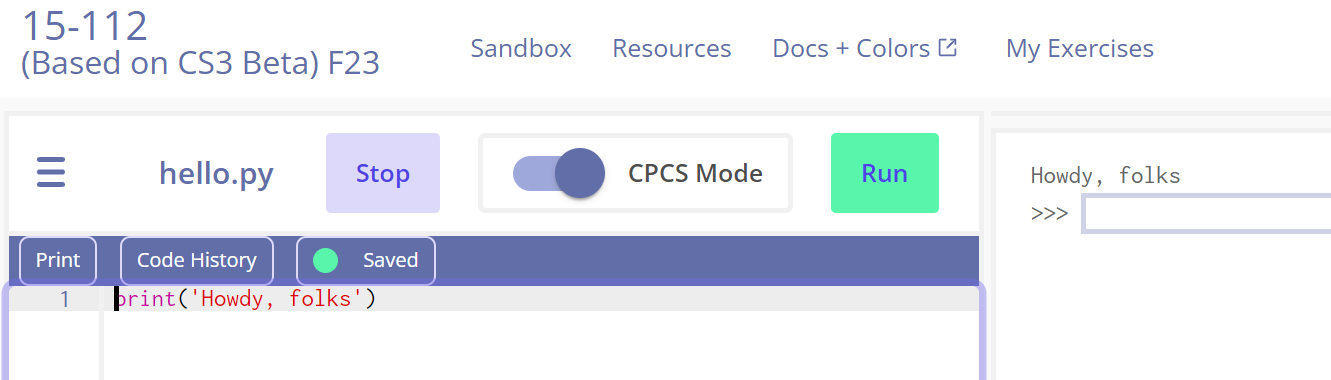 15-112
(Based on CS3 Beta) F23
Sandbox Resources Docs + Colors My Exercises
hello.py Stop CPCS Mode Run
Print Code History Saved
1 print('Howdy, folks')
Howdy, folks
>>>